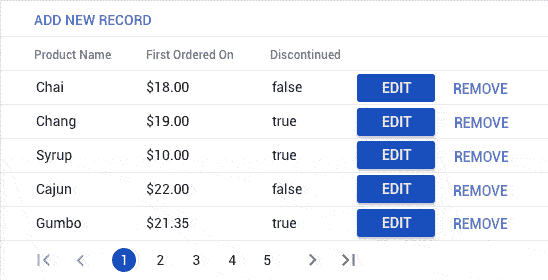 ADD NEW RECORD
Product Name First Ordered On Discontinued
Chai $18.00 false EDIT REMOVE
Chang $19.00 true EDIT REMOVE
Syrup $10.00 true EDIT REMOVE
Cajun $22.00 false EDIT REMOVE
Gumbo $21.35 true EDIT REMOVE
1 2 3 4 5